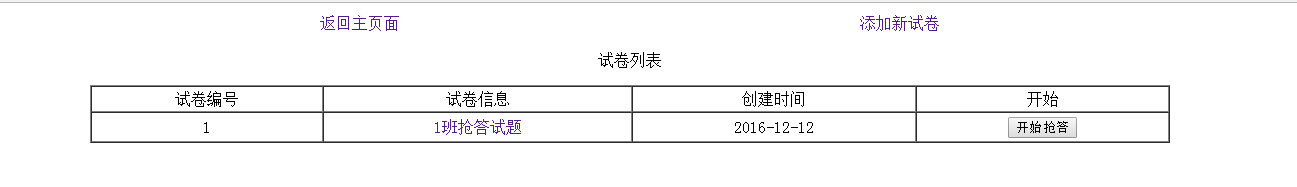 返回主页面 添加新试卷
试卷列表
试卷编号 试卷信息 创建时间 开始
1 1班抢答试题 2016-12-12 开始抢答